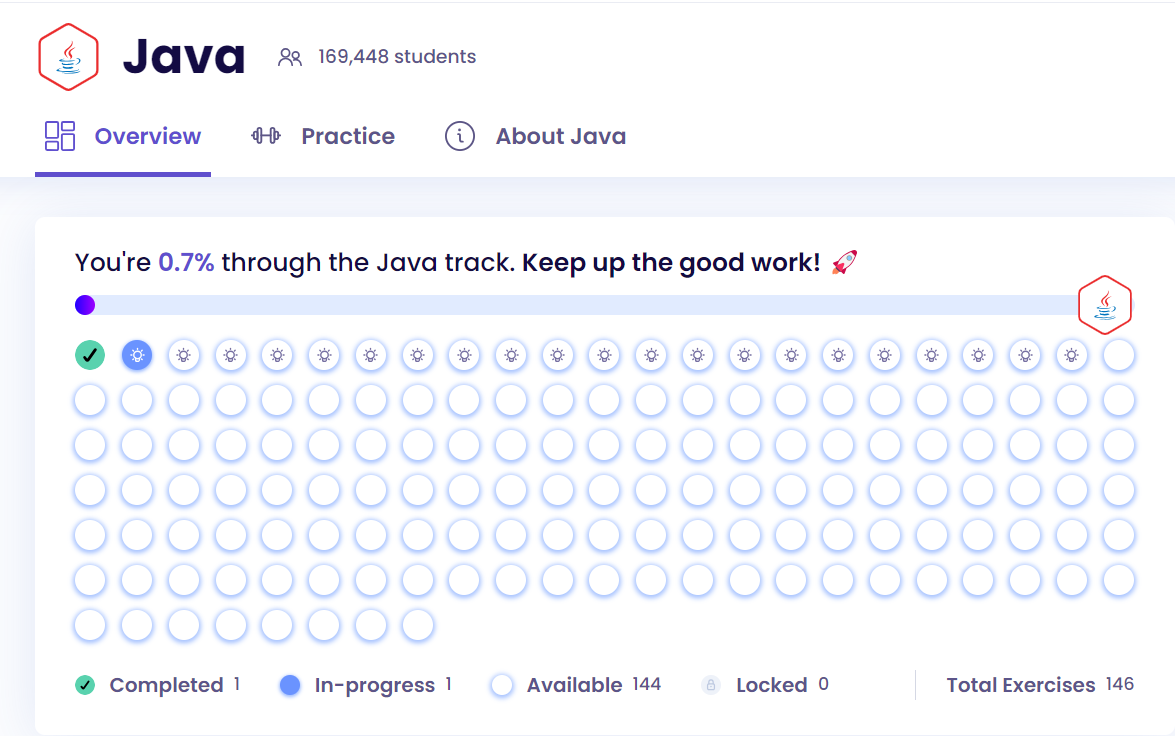 Java
169,448 students
Overview
Practice
About Java
You're 0.7% through the Java track. Keep up the good work! 🚀
Completed 1
In-progress 1
Available 144
Locked 0
Total Exercises 146